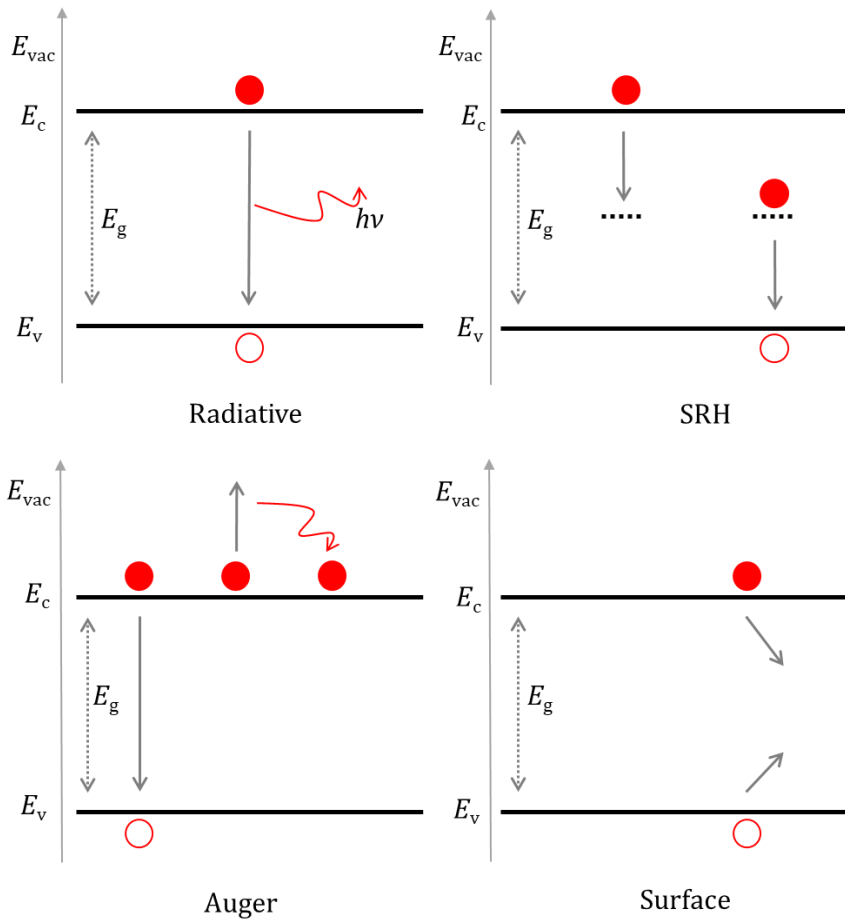 E_vac
E_c
E_g
hν
E_v
Radiative
E_vac
E_c
E_g
E_v
SRH
E_vac
E_c
E_g
E_v
Auger
E_vac
E_c
E_g
E_v
Surface